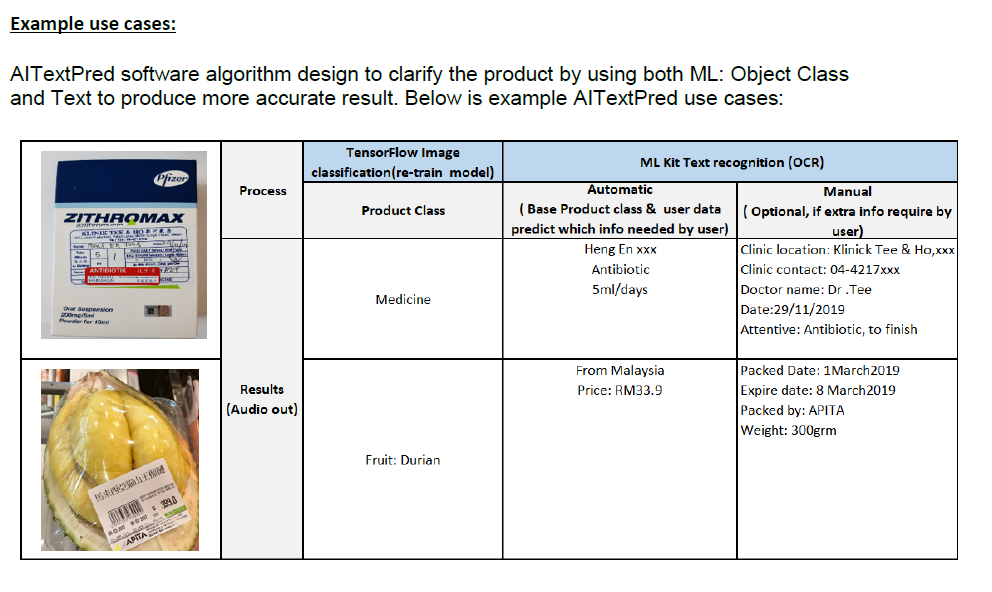 Example use cases:
AITextPred software algorithm design to clarify the product by using both ML: Object Class
and Text to produce more accurate result. Below is example AITextPred use cases:
Process
TensorFlow Image
classification(re-train model)
ML Kit Text recognition (OCR)
Product Class
Automatic
( Base Product class & user data
predict which info needed by user)
Manual
( Optional, if extra info require by
user)
Pfizer
ZITHROMAX
KLINIK TEE & HO
5
1
ANTIBIOTIK
Oral Suspension
200mg/5ml
Powder for 15ml
Results
(Audio out)
Medicine
Heng En xxx
Antibiotic
5ml/days
Clinic location: Klinick Tee & Ho,xxx
Clinic contact: 04-4217xxx
Doctor name: Dr .Tee
Date:29/11/2019
Attentive: Antibiotic, to finish
APITA
Fruit: Durian
From Malaysia
Price: RM33.9
Packed Date: 1March2019
Expire date: 8 March2019
Packed by: APITA
Weight: 300grm